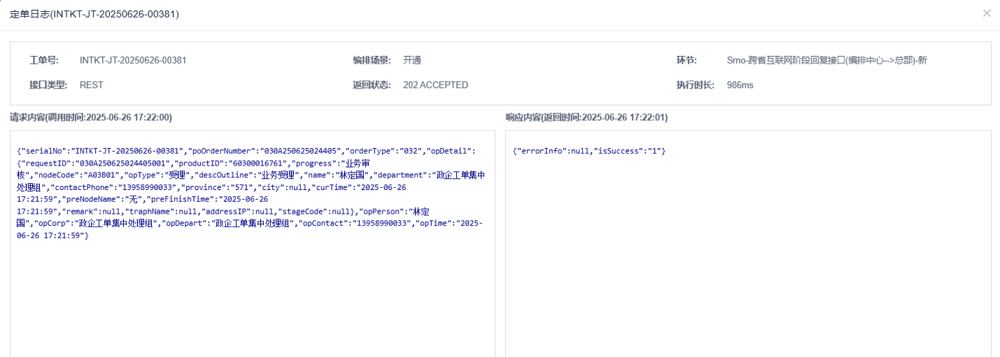 定单日志(INTKT-JT-20250626-00381)
工单号: INTKT-JT-20250626-00381 编排场景: 开通 环节: Srno-跨省互联网阶段回复接口(编排中心-->总部)-新
接口类型: REST 返回状态: 202 ACCEPTED 执行时长: 986ms
请求内容(调用时间:2025-06-26 17:22:00)
{"serialNo":"INTKT-JT-20250626-00381","poOrderNumber":"030A250625024405","orderType":"032","opDetail":
{"requestID":"030A250625024405001","productID":"60300016761","progress":"业务审
核","nodeCode":"A03B01","opType":"受理","descOutline":"业务受理","name":"林定国","department":"政企工单集中
处理组","contactPhone":"13958990033","province":"571","city":null,"curTime":"2025-06-26
17:21:59","preNodeName":"无","preFinishTime":"2025-06-26
17:21:59","remark":null,"traphName":null,"addressIP":null,"stageCode":null},"opPerson":"林定
国","opCorp":"政企工单集中处理组","opDepart":"政企工单集中处理组","opContact":"13958990033","opTime":"2025-
06-26 17:21:59"}
响应内容(返回时间:2025-06-26 17:22:01)
{"errorInfo":null,"isSuccess":"1"}